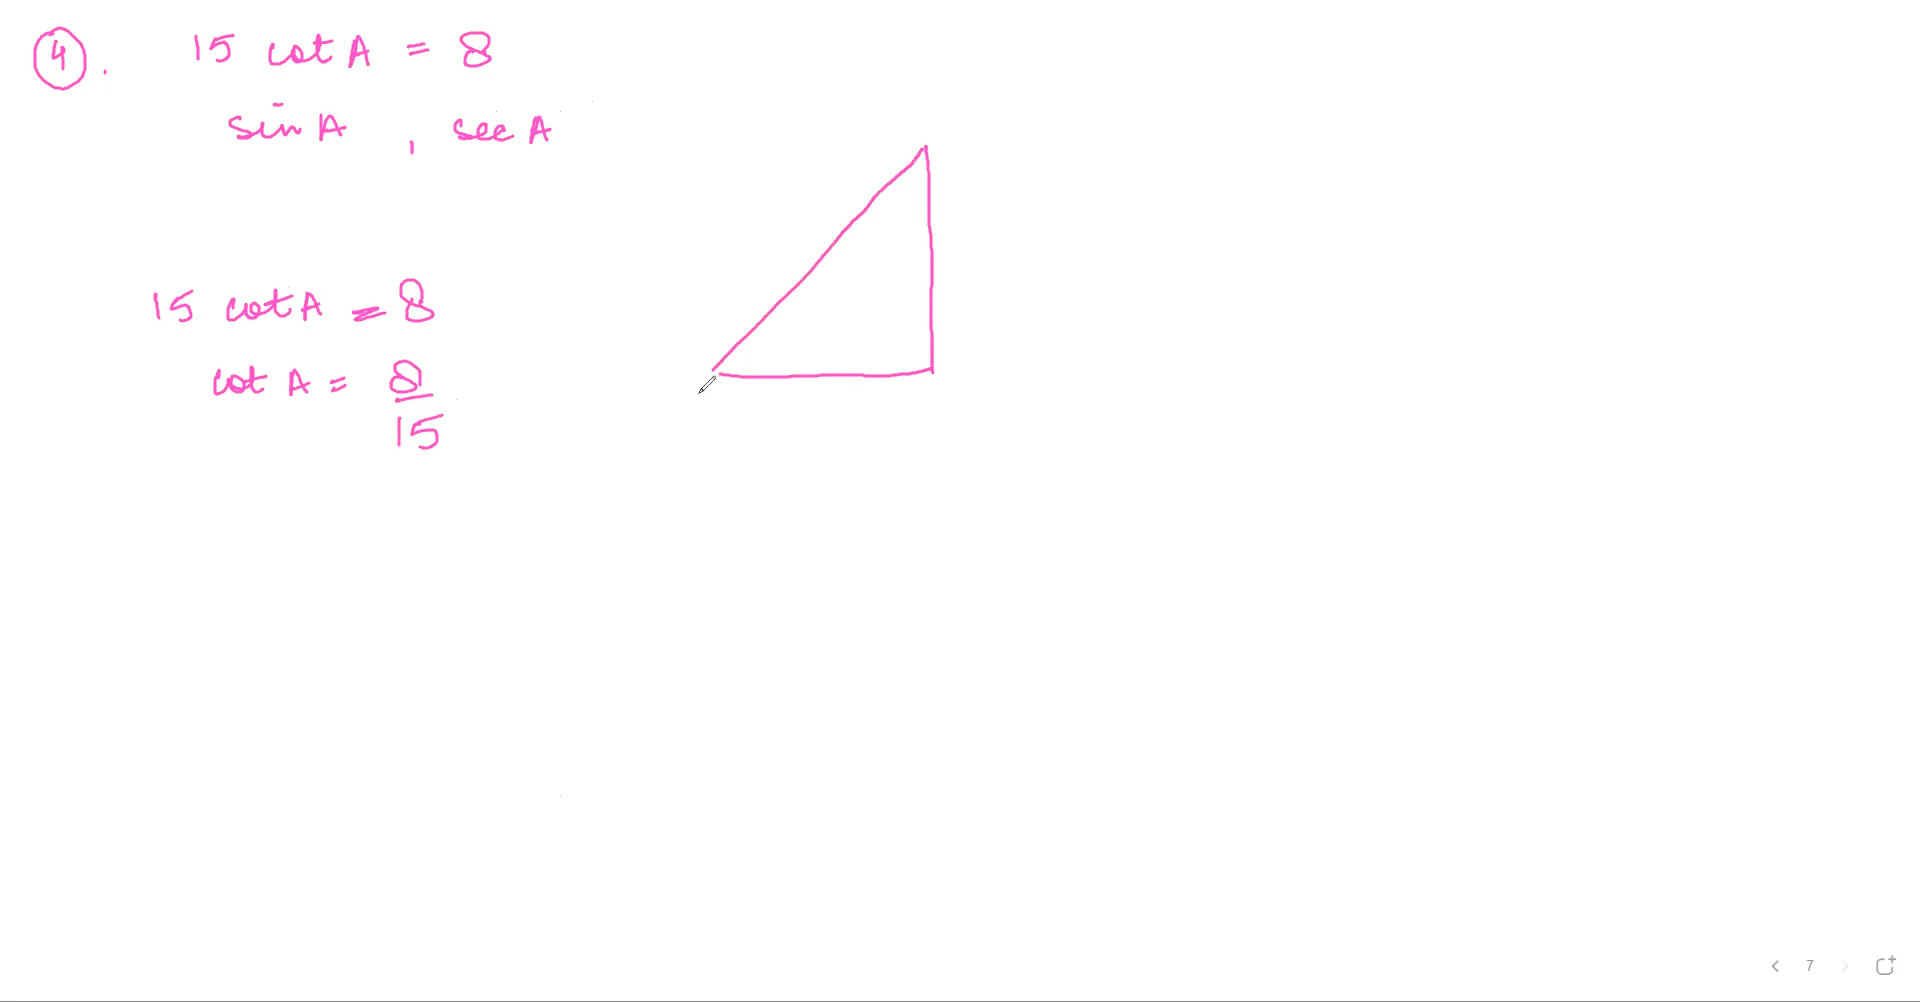 4. 15 cot A = 8
sin A , sec A
15 cot A = 8
cot A = 8
15
7